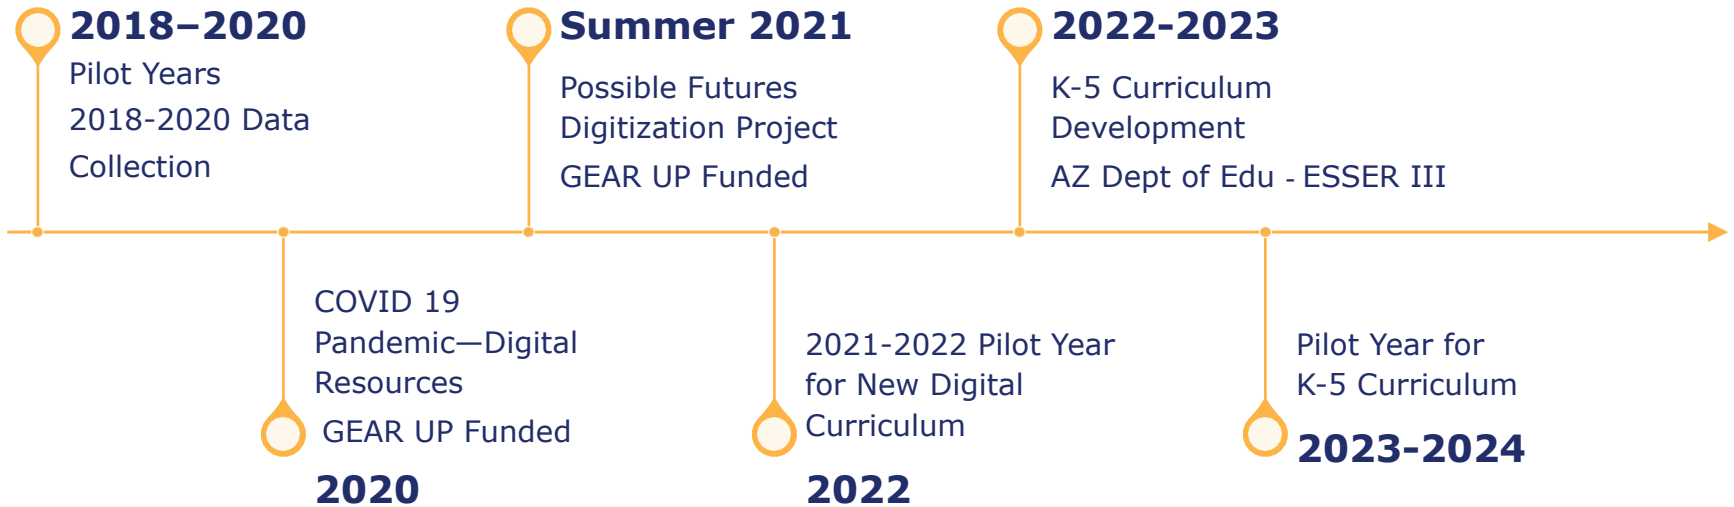 2018–2020
Pilot Years
2018-2020 Data
Collection
COVID 19
Pandemic—Digital
Resources
GEAR UP Funded
2020
Summer 2021
Possible Futures
Digitization Project
GEAR UP Funded
2021-2022 Pilot Year
for New Digital
Curriculum
2022
2022-2023
K-5 Curriculum
Development
AZ Dept of Edu - ESSER III
Pilot Year for
K-5 Curriculum
2023-2024